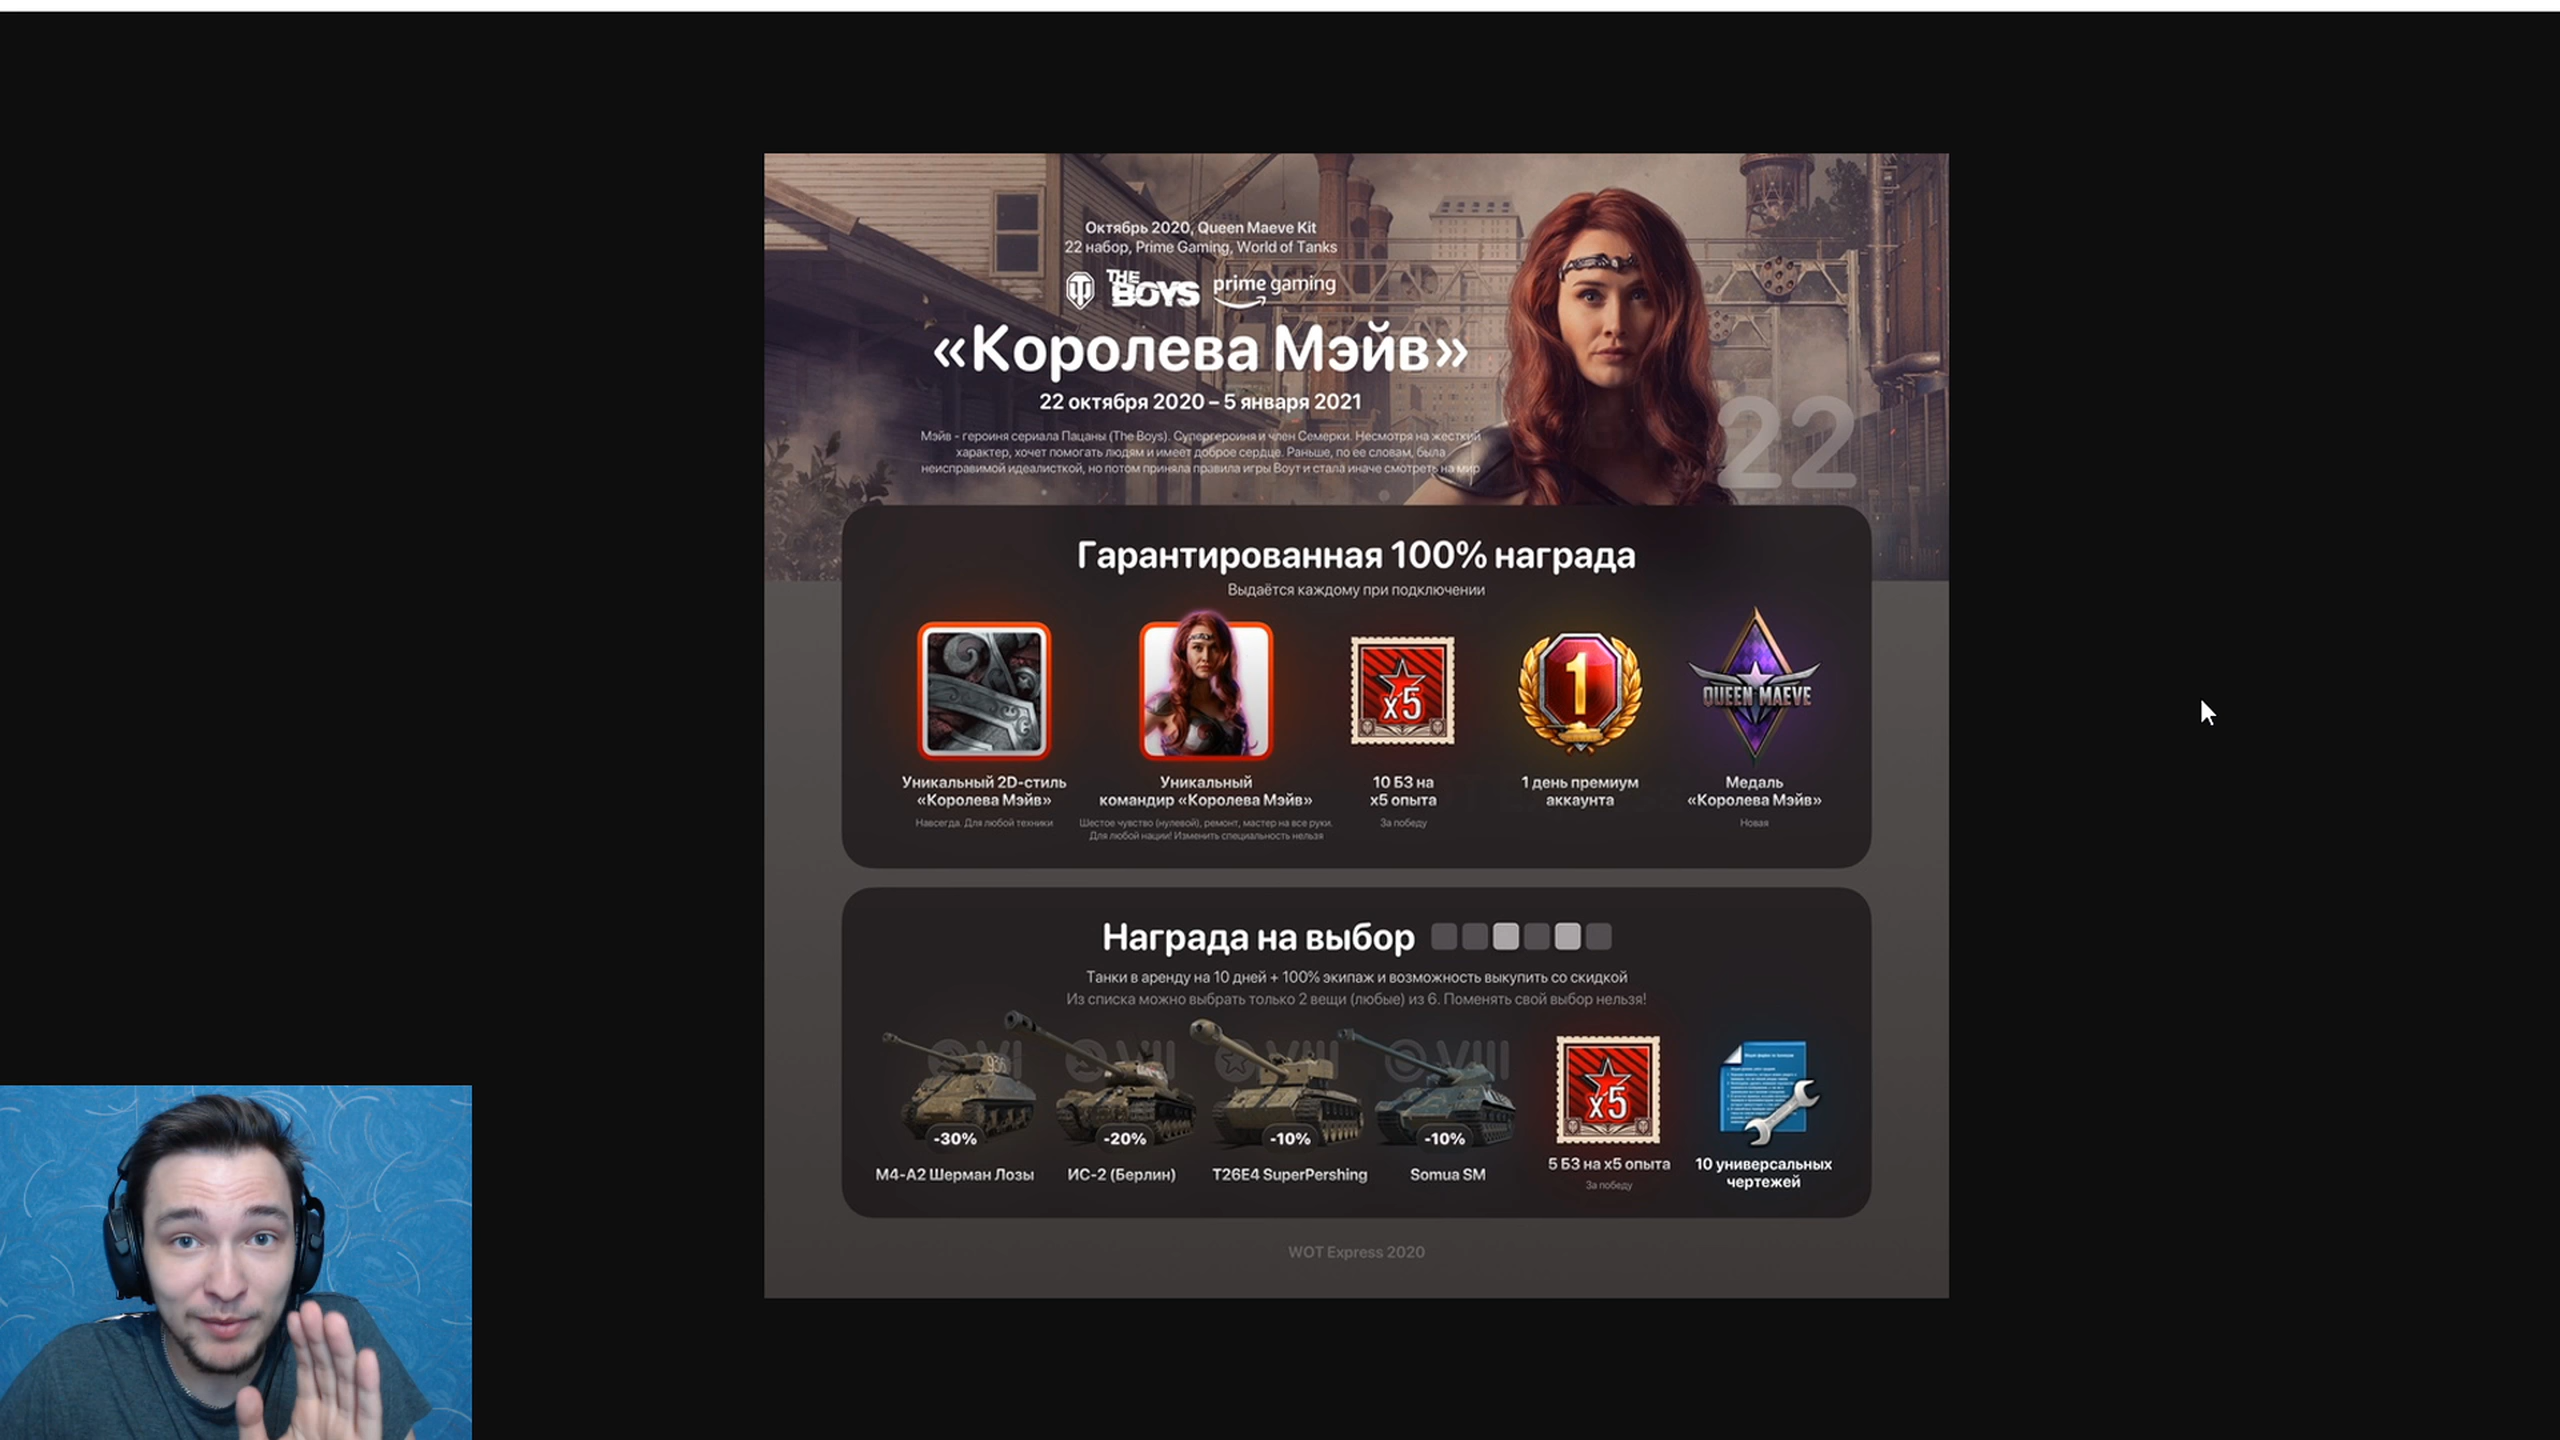 Октябрь 2020, Queen Maeve Kit
22 набор, Prime Gaming, World of Tanks
THE BOYS prime gaming
«Королева Мэйв»
22 октября 2020 – 5 января 2021
Мэйв - героиня сериала Пацаны (The Boys). Супергероиня и член Семерки. Несмотря на жесткий
характер, хочет помогать людям и имеет доброе сердце. Раньше, по ее словам, была
неисправимой идеалисткой, но потом приняла правила игры Воут и стала иначе смотреть на мир
22
Гарантированная 100% награда
Выдаётся каждому при подключении
x5
1
QUEEN MAEVE
Уникальный 2D-стиль
«Королева Мэйв»
Навсегда. Для любой техники
Уникальный
командир «Королева Мэйв»
Шестое чувство (нулевой), ремонт, мастер на все руки.
Для любой нации! Изменить специальность нельзя
10 БЗ на
x5 опыта
За победу
1 день премиум
аккаунта
Медаль
«Королева Мэйв»
Новая
Награда на выбор
Танки в аренду на 10 дней + 100% экипаж и возможность выкупить со скидкой
Из списка можно выбрать только 2 вещи (любые) из 6. Поменять свой выбор нельзя!
VI VII VIII VIII
x5
-30% -20% -10% -10%
М4-А2 Шерман Лозы
ИС-2 (Берлин)
T26E4 SuperPershing
Somua SM
5 БЗ на x5 опыта
За победу
10 универсальных
чертежей
WOT Express 2020